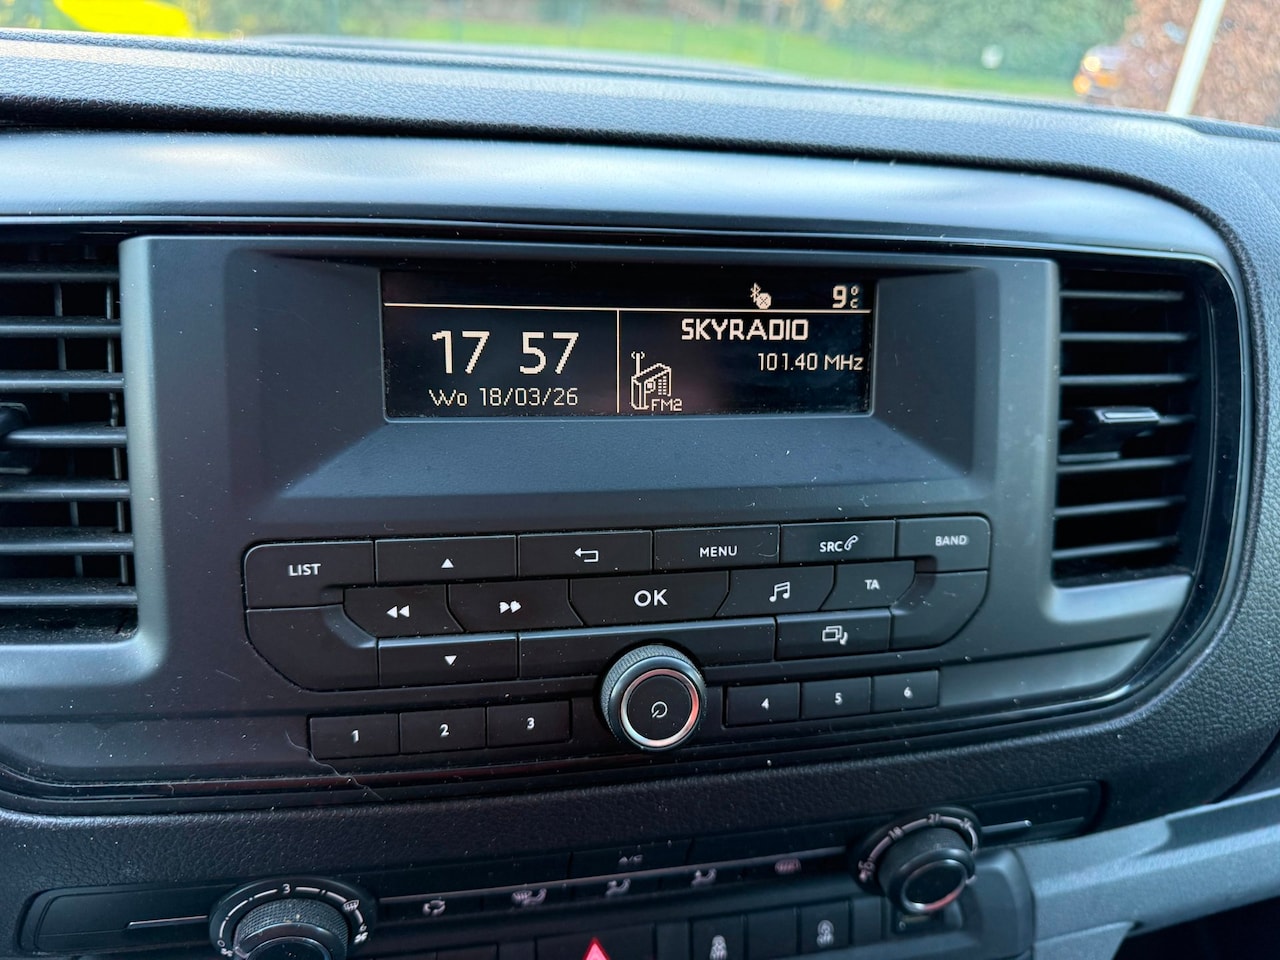 9°C
17 57
Wo 18/03/26
SKYRADIO
101.40 MHz
FM2
LIST
MENU
SRC
BAND
OK
TA
1
2
3
4
5
6
A/C
3